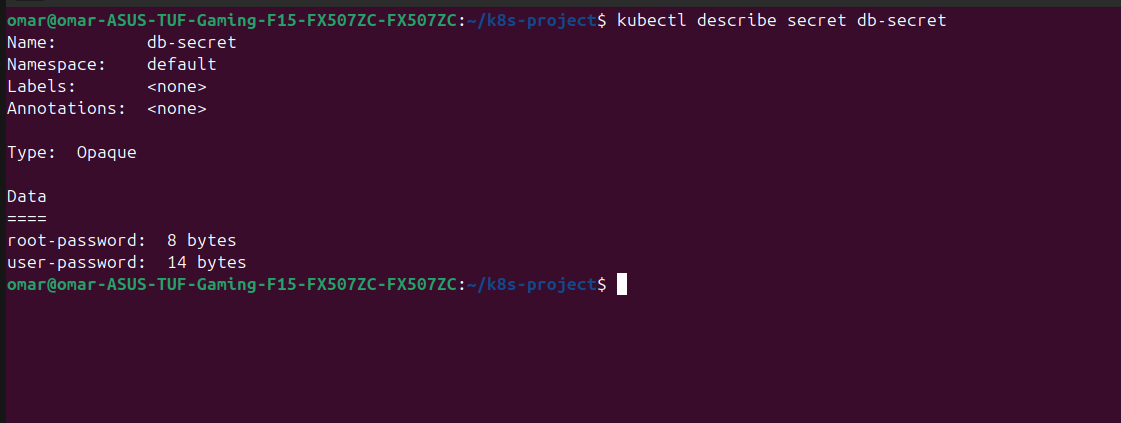 omar@omar-ASUS-TUF-Gaming-F15-FX507ZC-FX507ZC:~/k8s-project$ kubectl describe secret db-secret
Name:         db-secret
Namespace:    default
Labels:       <none>
Annotations:  <none>

Type:  Opaque

Data
====
root-password:  8 bytes
user-password:  14 bytes
omar@omar-ASUS-TUF-Gaming-F15-FX507ZC-FX507ZC:~/k8s-project$